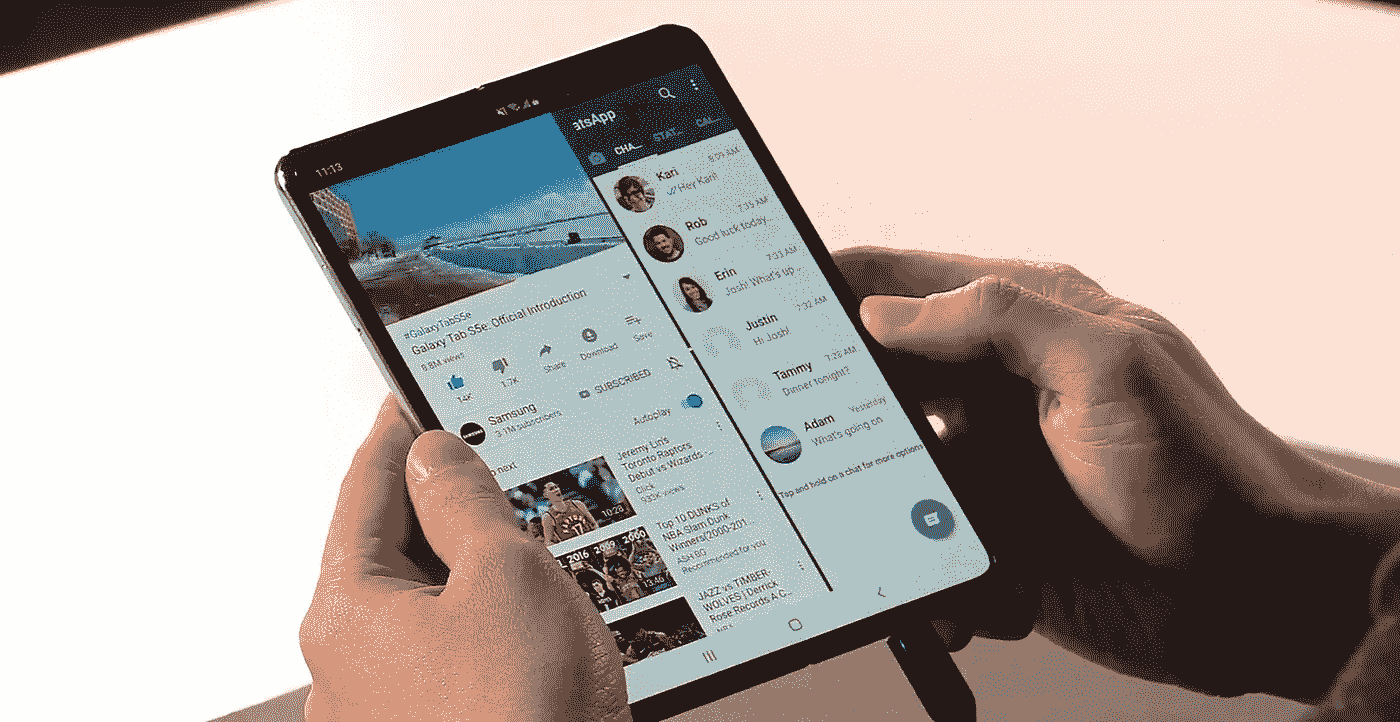 11:13
#GalaxyTabS5e
Galaxy Tab S5e: Official Introduction
8.8M views
14K
1.7K
Share
Download
Save
Samsung
3.1M subscribers
SUBSCRIBED
Autoplay
next
Jeremy Lin's
Toronto Raptors
Debut vs Wizards -...
Click
933K views
10:28
17
Top 10 DUNKS of
NBA Slam Dunk
Winners(2000-201...
ASH BG
Recommended for you
2016 2009 2000
13:46
JAZZ vs TIMBER-
WOLVES | Derrick
Rose Records A C...
atsApp
CHA...
STAT...
CAL...
Kari
8:09 AM
Hey Kari!
Rob
7:35 AM
Good luck today...
Erin
7:33 AM
Josh! What's up...
Justin
7:32 AM
Hi Josh!
Tammy
7:28 AM
Dinner tonight?
Adam
Yesterday
What's going on
Tap and hold on a chat for more options